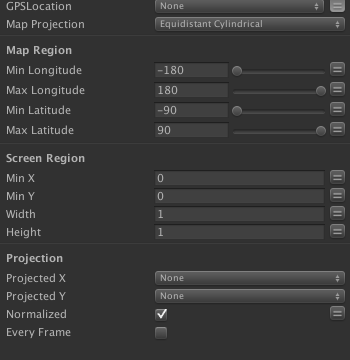 GPSLocation None
Map Projection Equidistant Cylindrical
Map Region
Min Longitude -180
Max Longitude 180
Min Latitude -90
Max Latitude 90
Screen Region
Min X 0
Min Y 0
Width 1
Height 1
Projection
Projected X None
Projected Y None
Normalized
Every Frame